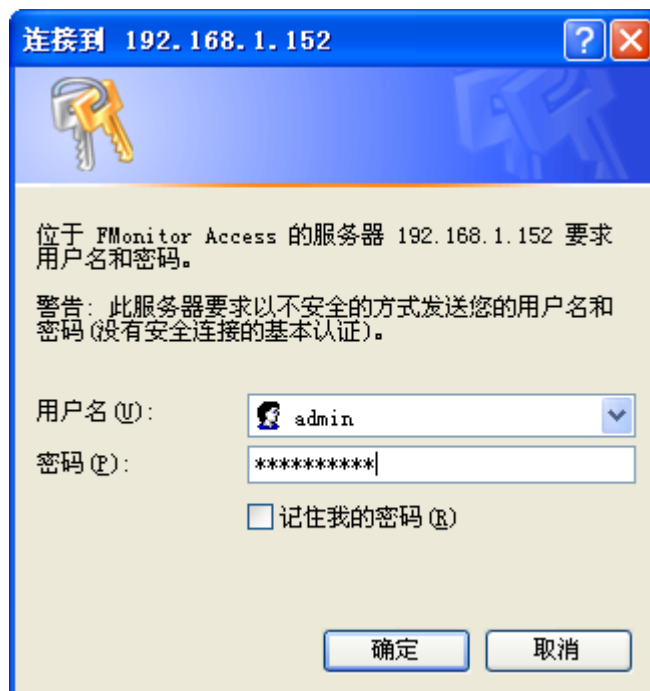 连接到 192.168.1.152
位于 FMonitor Access 的服务器 192.168.1.152 要求
用户名和密码。
警告: 此服务器要求以不安全的方式发送您的用户名和
密码(没有安全连接的基本认证)。
用户名(U):
admin
密码(P):
**********
记住我的密码(R)
确定
取消